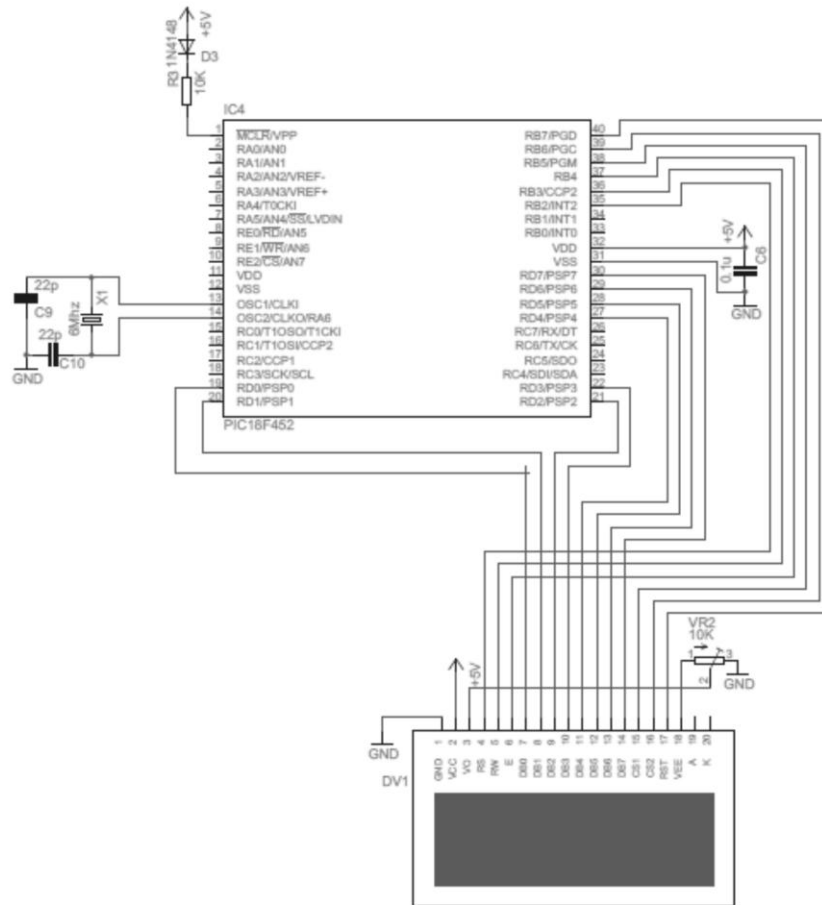 +5V
1N4148
D3
R3
10K
IC4
1 MCLR/VPP
2 RA0/AN0
3 RA1/AN1
4 RA2/AN2/VREF-
5 RA3/AN3/VREF+
6 RA4/T0CKI
7 RA5/AN4/SS/LVDIN
8 RE0/RD/AN5
9 RE1/WR/AN6
10 RE2/CS/AN7
11 VDD
12 VSS
13 OSC1/CLKI
14 OSC2/CLKO/RA6
15 RC0/T1OSO/T1CKI
16 RC1/T1OSI/CCP2
17 RC2/CCP1
18 RC3/SCK/SCL
19 RD0/PSP0
20 RD1/PSP1
RB7/PGD 40
RB6/PGC 39
RB5/PGM 38
RB4 37
RB3/CCP2 36
RB2/INT2 35
RB1/INT1 34
RB0/INT0 33
VDD 32
VSS 31
RD7/PSP7 30
RD6/PSP6 29
RD5/PSP5 28
RD4/PSP4 27
RC7/RX/DT 26
RC6/TX/CK 25
RC5/SDO 24
RC4/SDI/SDA 23
RD3/PSP3 22
RD2/PSP2 21
PIC18F452
22p
C9
X1
6Mhz
22p
C10
GND
+5V
0.1u
C6
GND
VR2
10K
1
3
2
GND
+5V
GND
1 2 3 4 5 6 7 8 9 10 11 12 13 14 15 16 17 18 19 20
GND VCC VO RS RW E DB0 DB1 DB2 DB3 DB4 DB5 DB6 DB7 CS1 CS2 RST VEE A K
DV1